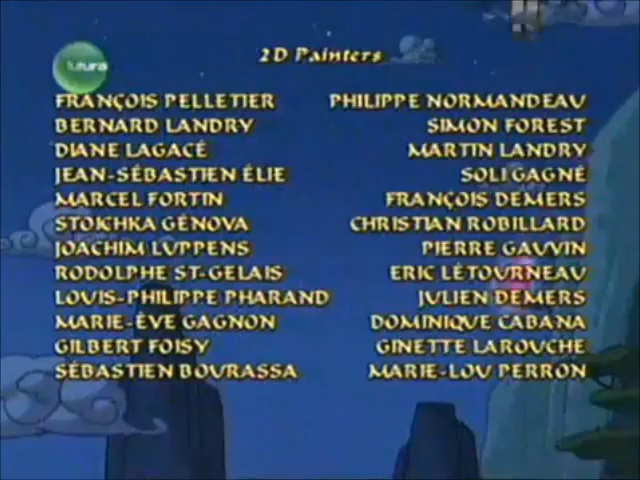 2D Painters
futura
FRANÇOIS PELLETIER PHILIPPE NORMANDEAU
BERNARD LANDRY SIMON FOREST
DIANE LAGACÉ MARTIN LANDRY
JEAN-SÉBASTIEN ÉLIE SOLI GAGNÉ
MARCEL FORTIN FRANÇOIS DEMERS
STOICHKA GÉNOVA CHRISTIAN ROBILLARD
JOACHIM LUPPENS PIERRE GAUVIN
RODOLPHE ST-GELAIS ERIC LÉTOURNEAU
LOUIS-PHILIPPE PHARAND JULIEN DEMERS
MARIE-ÈVE GAGNON DOMINIQUE CABANA
GILBERT FOISY GINETTE LAROUCHE
SÉBASTIEN BOURASSA MARIE-LOU PERRON